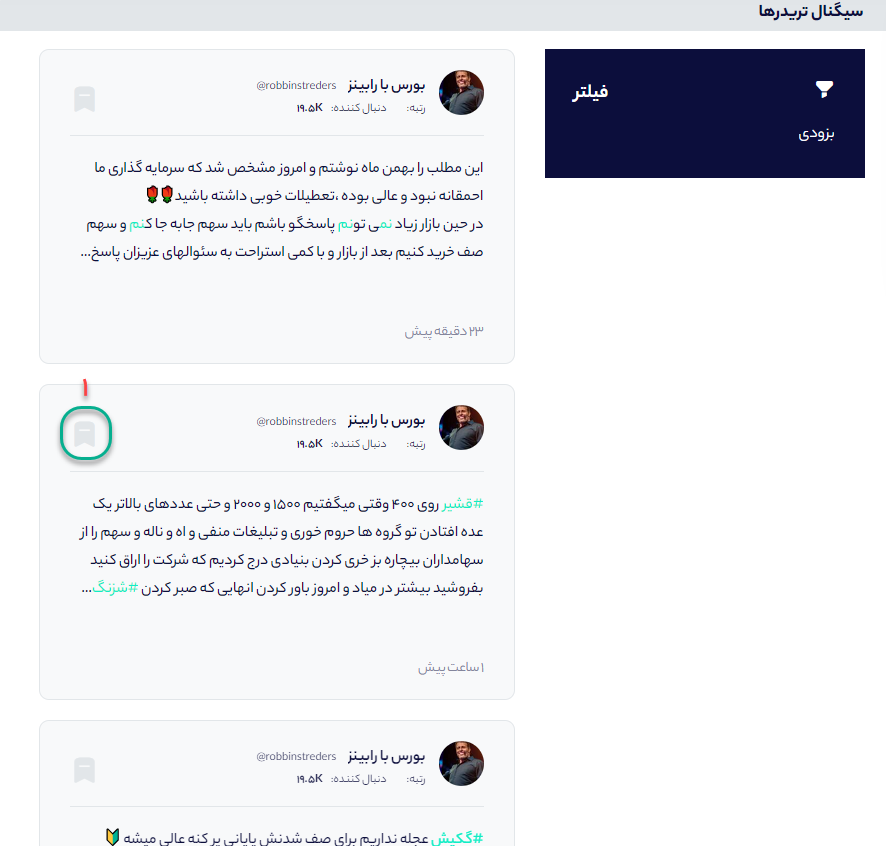 سیگنال تریدرها
فیلتر
بزودی
بورس با رابینز @robbinstreders
رتبه: دنبال کننده: ۱۹.۵K
این مطلب را بهمن ماه نوشتم و امروز مشخص شد که سرمایه گذاری ما
احمقانه نبود و عالی بوده ،تعطیلات خوبی داشته باشید🌹🌹
در حین بازار زیاد نمی تونم پاسخگو باشم باید سهم جابه جا کنم و سهم
صف خرید کنیم بعد از بازار و با کمی استراحت به سئوالهای عزیزان پاسخ...
۲۳ دقیقه پیش
۱
بورس با رابینز @robbinstreders
رتبه: دنبال کننده: ۱۹.۵K
#قشیر روی ۴۰۰ وقتی میگفتیم ۱۵۰۰ و ۲۰۰۰ و حتی عددهای بالاتر یک
عده افتادن تو گروه ها حروم خوری و تبلیغات منفی و اه و ناله و سهم را از
سهامداران بیچاره بز خری کردن بنیادی درج کردیم که شرکت را اراق کنید
بفروشید بیشتر در میاد و امروز باور کردن انهایی که صبر کردن #شزنگ...
۱ ساعت پیش
بورس با رابینز @robbinstreders
رتبه: دنبال کننده: ۱۹.۵K
#گکیش عجله نداریم برای صف شدنش پایانی پر کنه عالی میشه 🔰